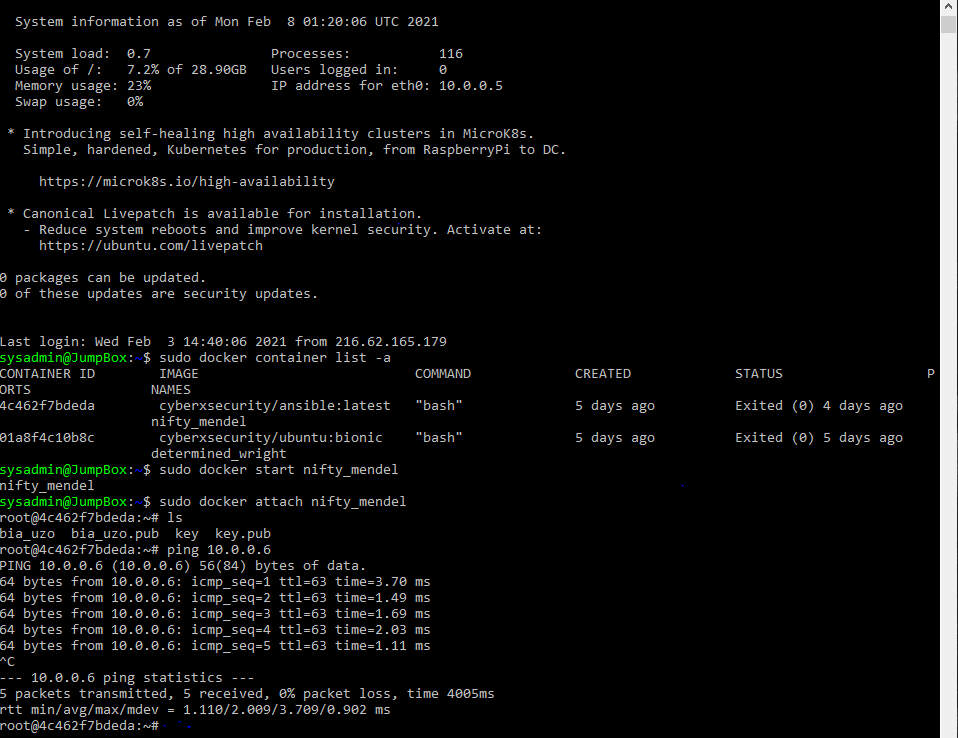 System information as of Mon Feb  8 01:20:06 UTC 2021
System load:  0.7                Processes:           116
Usage of /:   7.2% of 28.90GB   Users logged in:     0
Memory usage: 23%               IP address for eth0: 10.0.0.5
Swap usage:   0%
* Introducing self-healing high availability clusters in MicroK8s.
Simple, hardened, Kubernetes for production, from RaspberryPi to DC.
https://microk8s.io/high-availability
* Canonical Livepatch is available for installation.
- Reduce system reboots and improve kernel security. Activate at:
https://ubuntu.com/livepatch
0 packages can be updated.
0 of these updates are security updates.
Last login: Wed Feb  3 14:40:06 2021 from 216.62.165.179
sysadmin@JumpBox:~$ sudo docker container list -a
CONTAINER ID        IMAGE                           COMMAND             CREATED             STATUS                  P
ORTS               NAMES
4c462f7bdeda        cyberxsecurity/ansible:latest   "bash"              5 days ago          Exited (0) 4 days ago
nifty_mendel
01a8f4c10b8c        cyberxsecurity/ubuntu:bionic    "bash"              5 days ago          Exited (0) 5 days ago
determined_wright
sysadmin@JumpBox:~$ sudo docker start nifty_mendel
nifty_mendel
sysadmin@JumpBox:~$ sudo docker attach nifty_mendel
root@4c462f7bdeda:~# ls
bia_uzo  bia_uzo.pub  key  key.pub
root@4c462f7bdeda:~# ping 10.0.0.6
PING 10.0.0.6 (10.0.0.6) 56(84) bytes of data.
64 bytes from 10.0.0.6: icmp_seq=1 ttl=63 time=3.70 ms
64 bytes from 10.0.0.6: icmp_seq=2 ttl=63 time=1.49 ms
64 bytes from 10.0.0.6: icmp_seq=3 ttl=63 time=1.69 ms
64 bytes from 10.0.0.6: icmp_seq=4 ttl=63 time=2.03 ms
64 bytes from 10.0.0.6: icmp_seq=5 ttl=63 time=1.11 ms
^C
--- 10.0.0.6 ping statistics ---
5 packets transmitted, 5 received, 0% packet loss, time 4005ms
rtt min/avg/max/mdev = 1.110/2.009/3.709/0.902 ms
root@4c462f7bdeda:~#